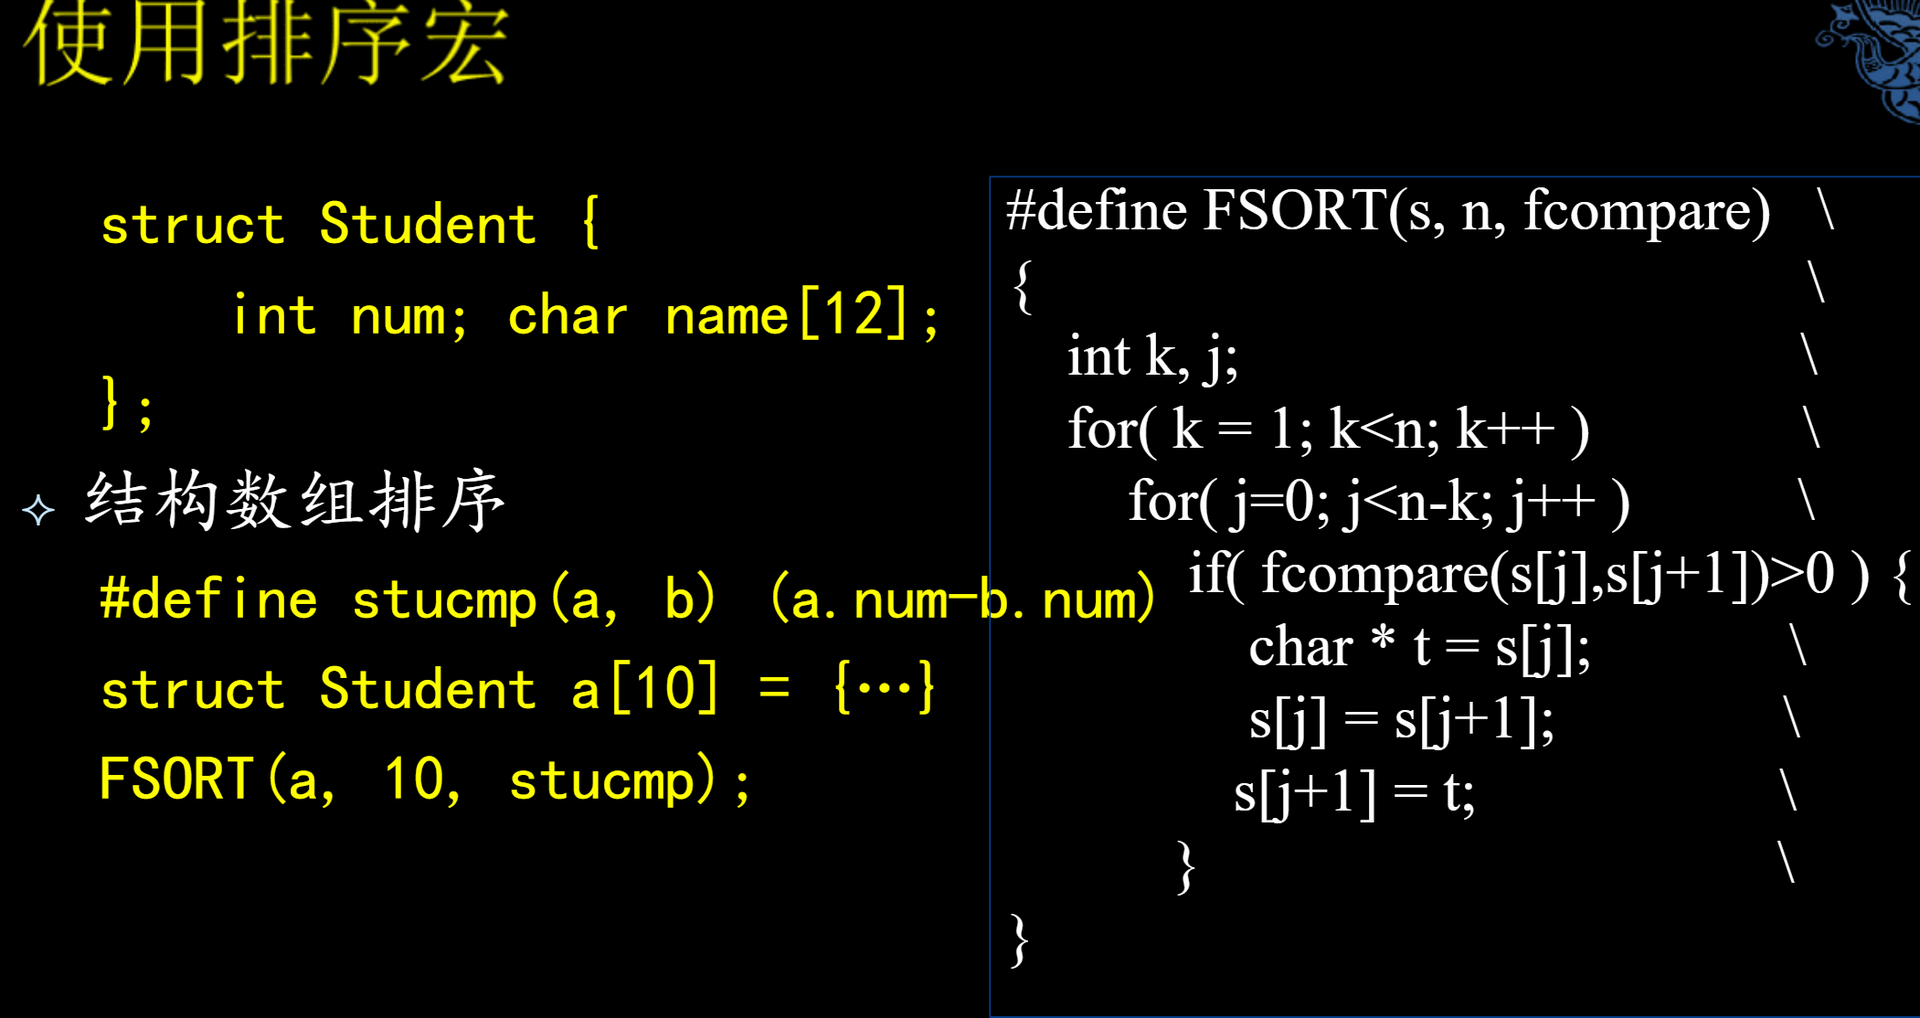 使用排序宏
struct Student {
int num; char name[12];
};
结构数组排序
#define stucmp(a, b) (a.num-b.num)
struct Student a[10] = {…}
FSORT(a, 10, stucmp);
#define FSORT(s, n, fcompare) \
{ \
int k, j; \
for( k = 1; k<n; k++ ) \
for( j=0; j<n-k; j++ ) \
if( fcompare(s[j],s[j+1])>0 ) {
char * t = s[j]; \
s[j] = s[j+1]; \
s[j+1] = t; \
} \
}